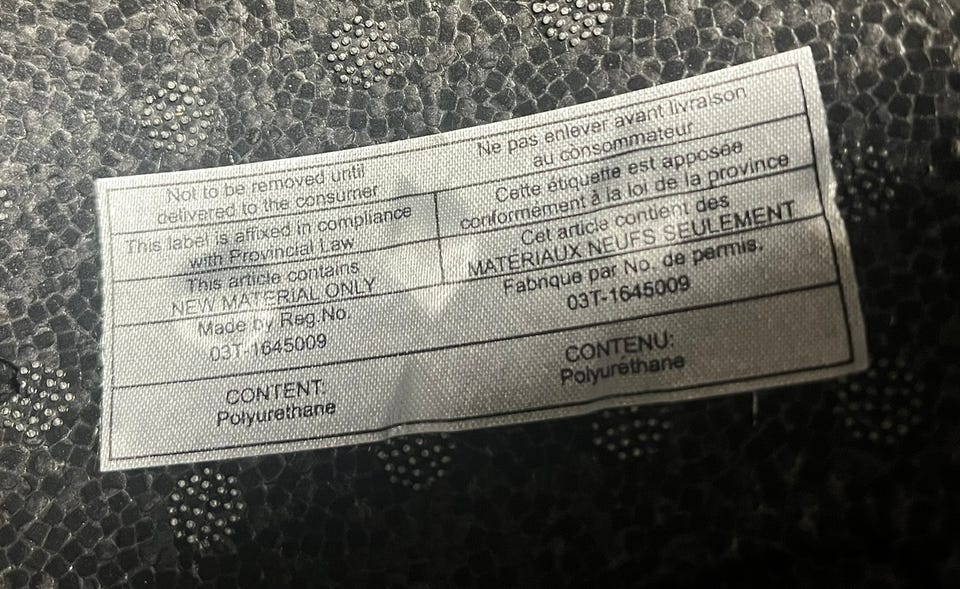 Not to be removed until
delivered to the consumer
This label is affixed in compliance
with Provincial Law
This article contains
NEW MATERIAL ONLY
Made by Reg.No.
03T-1645009
CONTENT:
Polyurethane
Ne pas enlever avant livraison
au consommateur
Cette étiquette est apposée
conformément à la loi de la province
Cet article contient des
MATÉRIAUX NEUFS SEULEMENT
Fabrique par No. de permis.
03T-1645009
CONTENU:
Polyuréthane